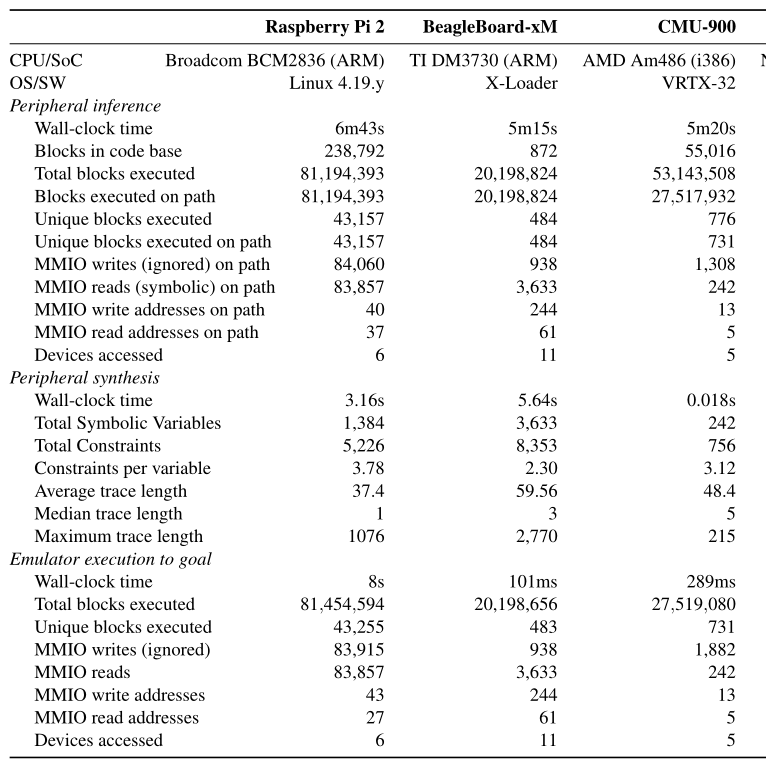 Raspberry Pi 2 BeagleBoard-xM CMU-900
CPU/SoC Broadcom BCM2836 (ARM) TI DM3730 (ARM) AMD Am486 (i386)
OS/SW Linux 4.19.y X-Loader VRTX-32
Peripheral inference
Wall-clock time 6m43s 5m15s 5m20s
Blocks in code base 238,792 872 55,016
Total blocks executed 81,194,393 20,198,824 53,143,508
Blocks executed on path 81,194,393 20,198,824 27,517,932
Unique blocks executed 43,157 484 776
Unique blocks executed on path 43,157 484 731
MMIO writes (ignored) on path 84,060 938 1,308
MMIO reads (symbolic) on path 83,857 3,633 242
MMIO write addresses on path 40 244 13
MMIO read addresses on path 37 61 5
Devices accessed 6 11 5
Peripheral synthesis
Wall-clock time 3.16s 5.64s 0.018s
Total Symbolic Variables 1,384 3,633 242
Total Constraints 5,226 8,353 756
Constraints per variable 3.78 2.30 3.12
Average trace length 37.4 59.56 48.4
Median trace length 1 3 5
Maximum trace length 1076 2,770 215
Emulator execution to goal
Wall-clock time 8s 101ms 289ms
Total blocks executed 81,454,594 20,198,656 27,519,080
Unique blocks executed 43,255 483 731
MMIO writes (ignored) 83,915 938 1,882
MMIO reads 83,857 3,633 242
MMIO write addresses 43 244 13
MMIO read addresses 27 61 5
Devices accessed 6 11 5